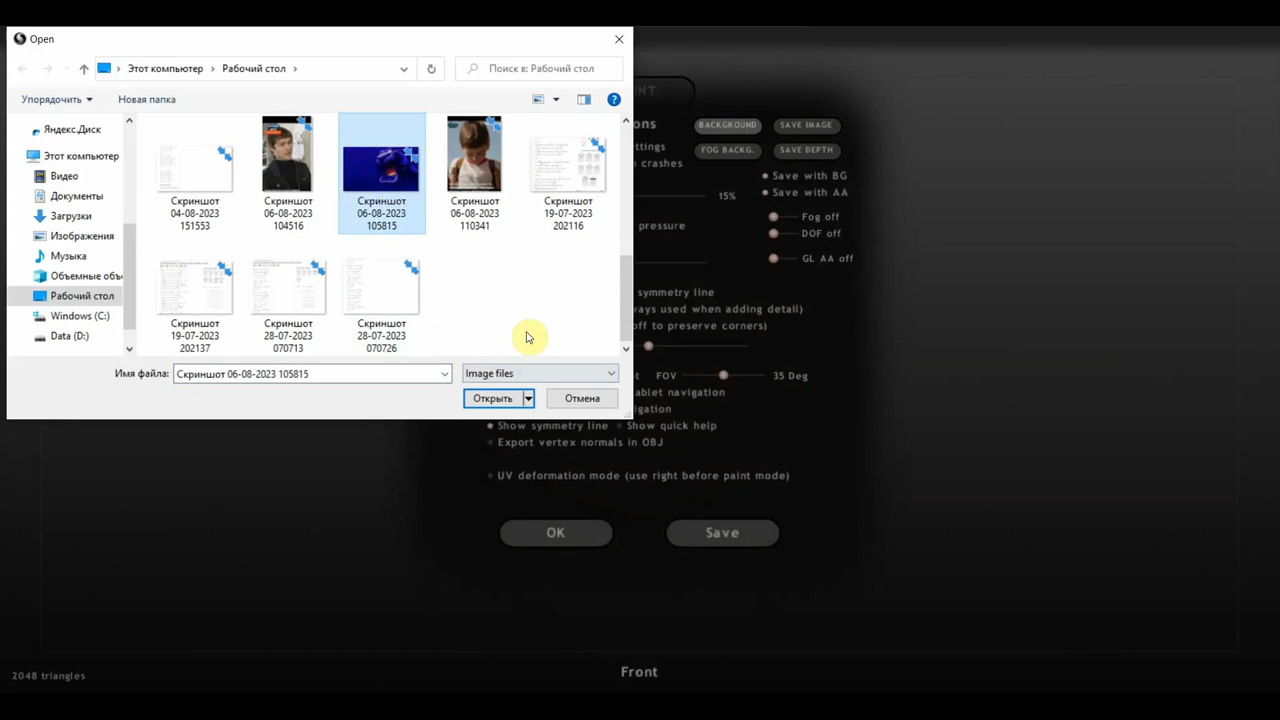 Open
Этот компьютер
Рабочий стол
Поиск в: Рабочий стол
Упорядочить
Новая папка
Яндекс.Диск
Этот компьютер
Видео
Документы
Загрузки
Изображения
Музыка
Объемные объ
Рабочий стол
Windows (C:)
Data (D:)
Скриншот
04-08-2023
151553
Скриншот
06-08-2023
104516
Скриншот
06-08-2023
105815
Скриншот
06-08-2023
110341
Скриншот
19-07-2023
202116
Скриншот
19-07-2023
202137
Скриншот
28-07-2023
070713
Скриншот
28-07-2023
070726
Имя файла:
Скриншот 06-08-2023 105815
Image files
Открыть
Отмена
NT
ons
BACKGROUND
SAVE IMAGE
ettings
FOG BACKG.
SAVE DEPTH
n crashes
Save with BG
15%
Save with AA
Fog off
pressure
DOF off
GL AA off
symmetry line
ays used when adding detail)
off to preserve corners)
t
FOV
35 Deg
ablet navigation
igation
Show symmetry line
Show quick help
Export vertex normals in OBJ
UV deformation mode (use right before paint mode)
OK
Save
Front
2048 triangles